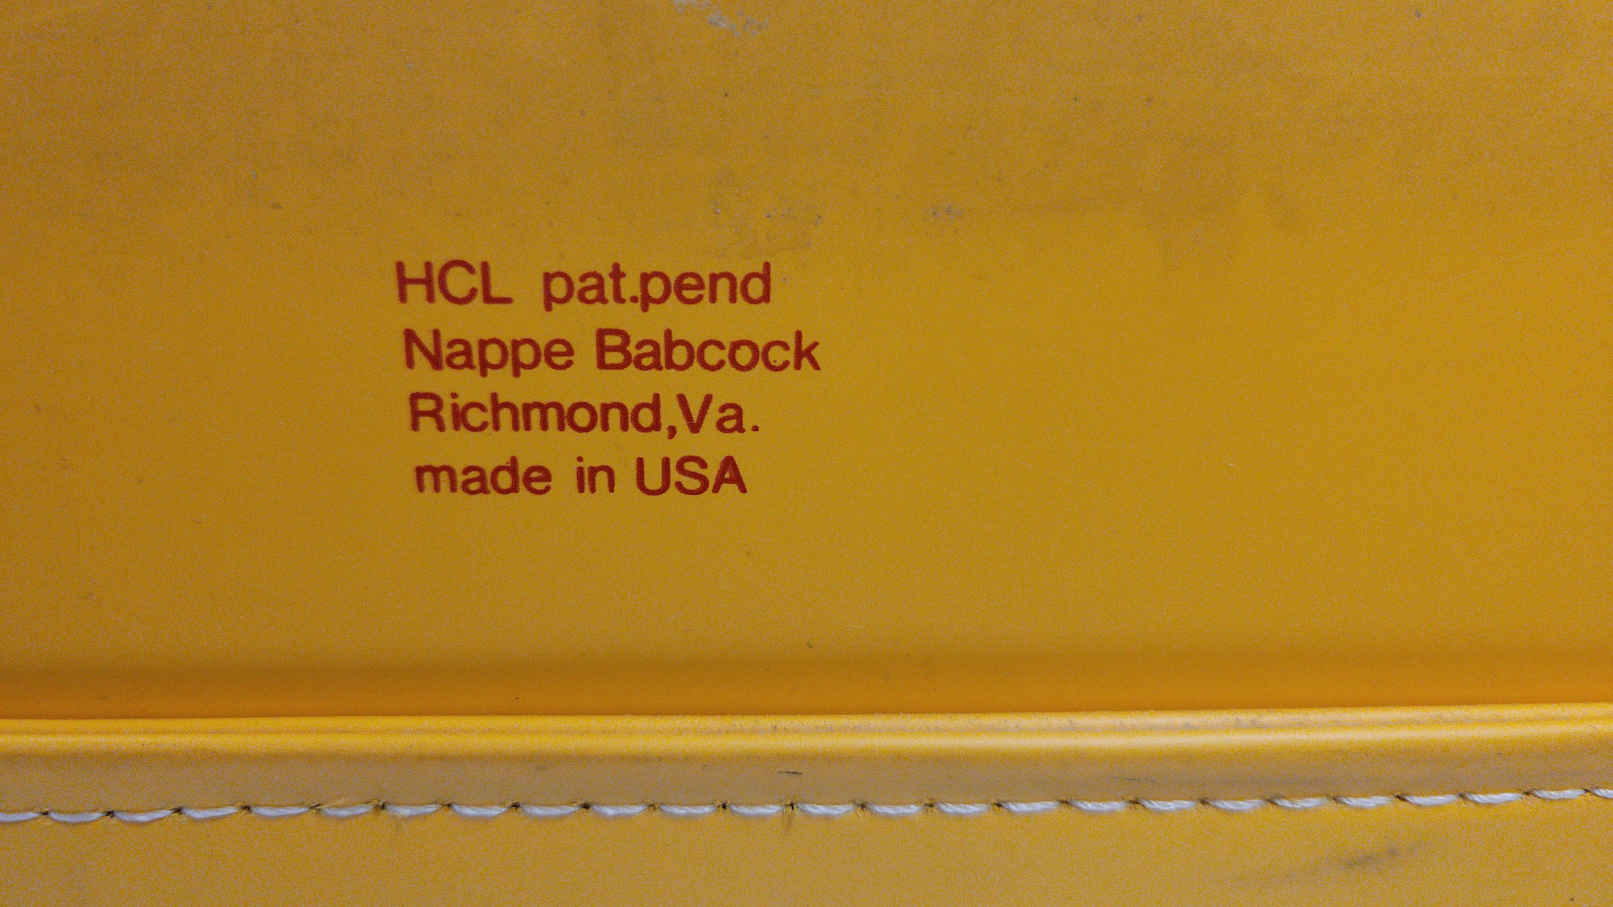 HCL pat.pend
Nappe Babcock
Richmond,Va.
made in USA